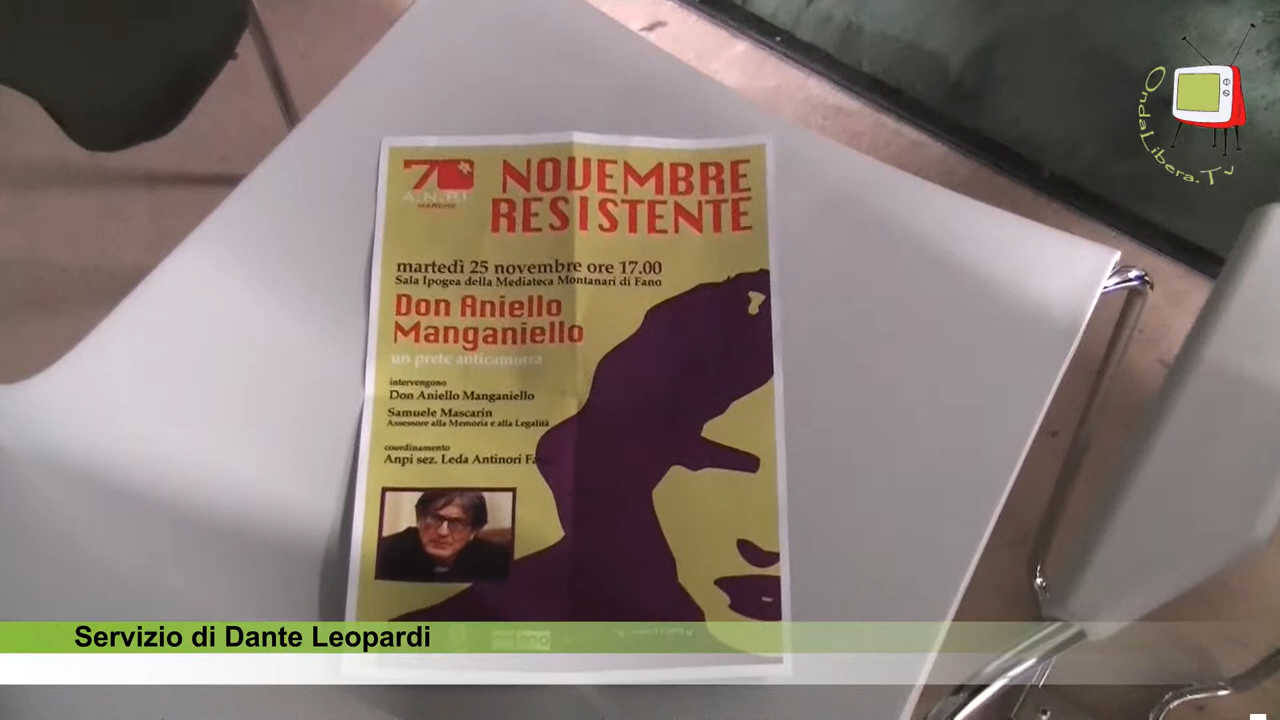 OndaLibera.Tv
70
A.N.P.I.
MARCHE
NOVEMBRE
RESISTENTE
martedì 25 novembre ore 17.00
Sala Ipogea della Mediateca Montanari di Fano
Don Aniello
Manganiello
un prete anticamorra
intervengono
Don Aniello Manganiello
Samuele Mascarin
Assessore alla Memoria e alla Legalità
coordinamento
Anpi sez. Leda Antinori Fano
Servizio di Dante Leopardi